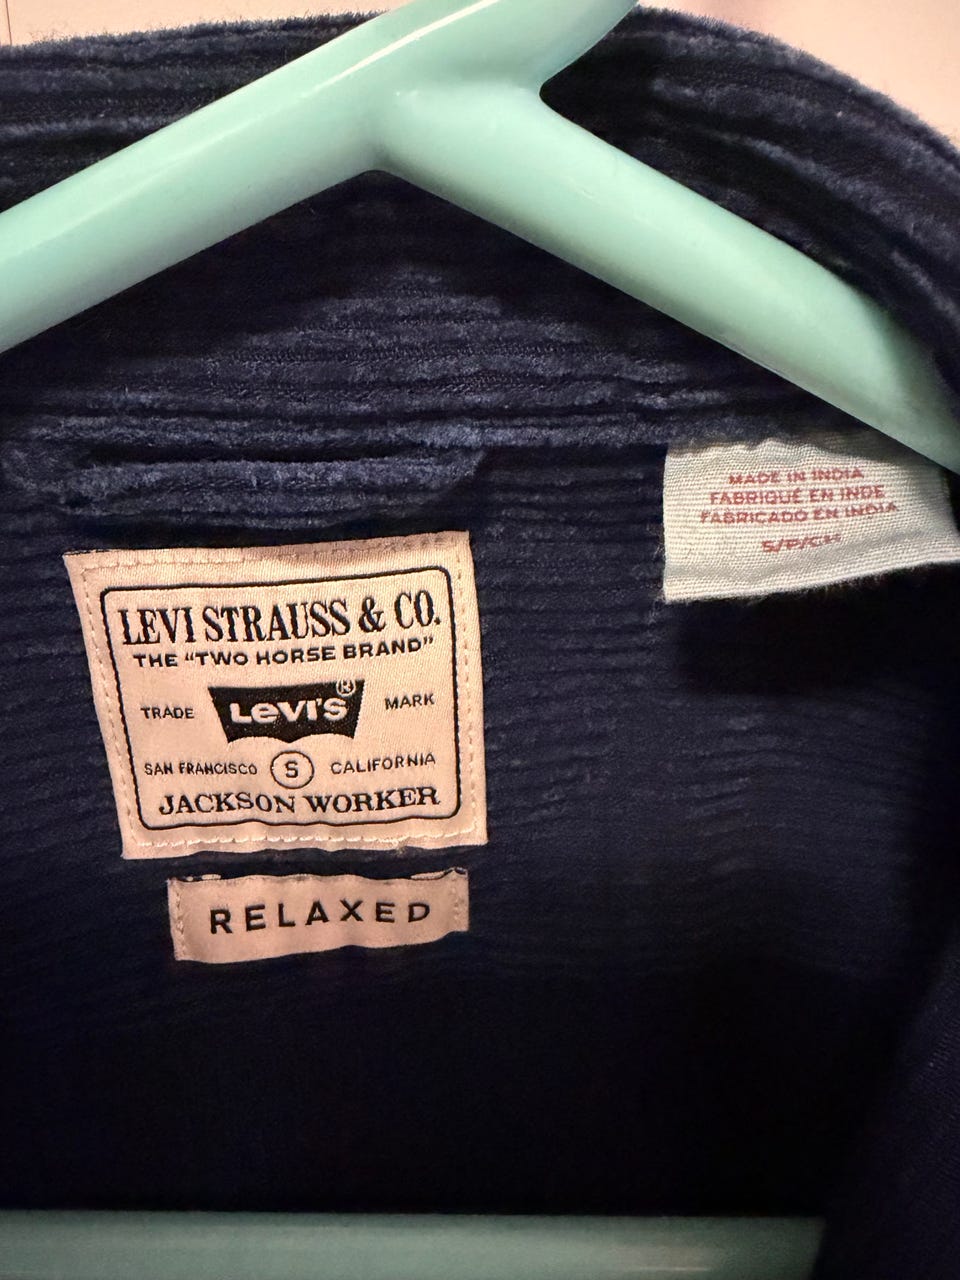 MADE IN INDIA
FABRIQUÉ EN INDE
FABRICADO EN INDIA
S/P/CH
LEVI STRAUSS & CO.
THE "TWO HORSE BRAND"
TRADE LEVI'S® MARK
SAN FRANCISCO S CALIFORNIA
JACKSON WORKER
RELAXED